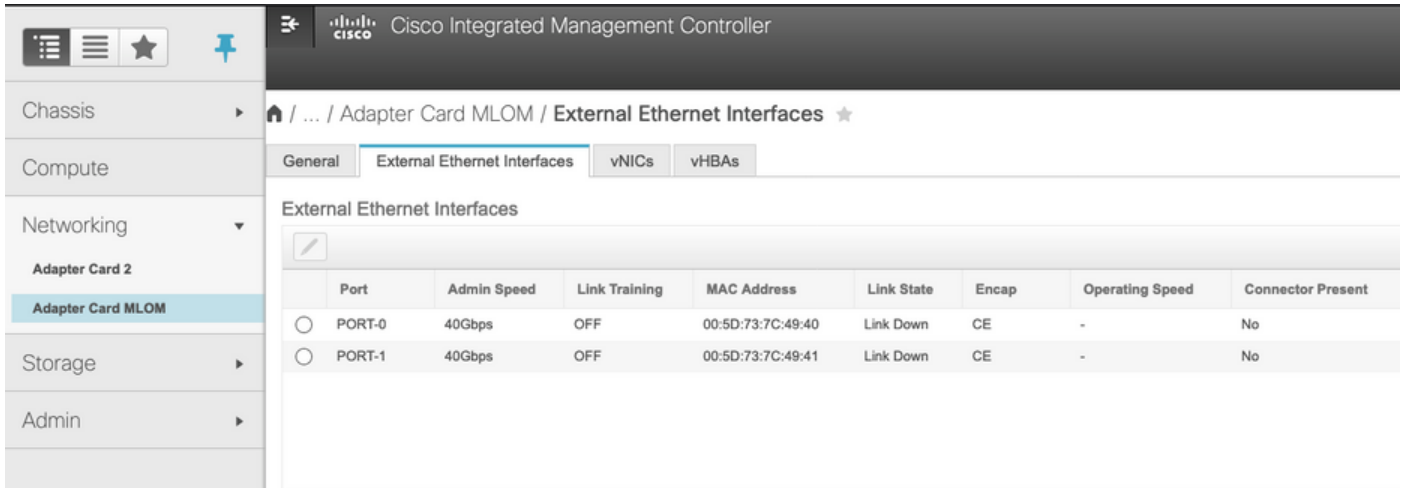 CISCO Cisco Integrated Management Controller
Chassis
Compute
Networking
Adapter Card 2
Adapter Card MLOM
Storage
Admin
/ ... / Adapter Card MLOM / External Ethernet Interfaces
General External Ethernet Interfaces vNICs vHBAs
External Ethernet Interfaces
Port Admin Speed Link Training MAC Address Link State Encap Operating Speed Connector Present
PORT-0 40Gbps OFF 00:5D:73:7C:49:40 Link Down CE - No
PORT-1 40Gbps OFF 00:5D:73:7C:49:41 Link Down CE - No